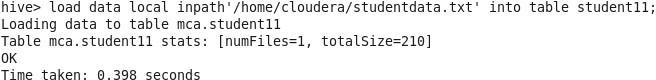 hive> load data local inpath'/home/cloudera/studentdata.txt' into table student11;
Loading data to table mca.student11
Table mca.student11 stats: [numFiles=1, totalSize=210]
OK
Time taken: 0.398 seconds